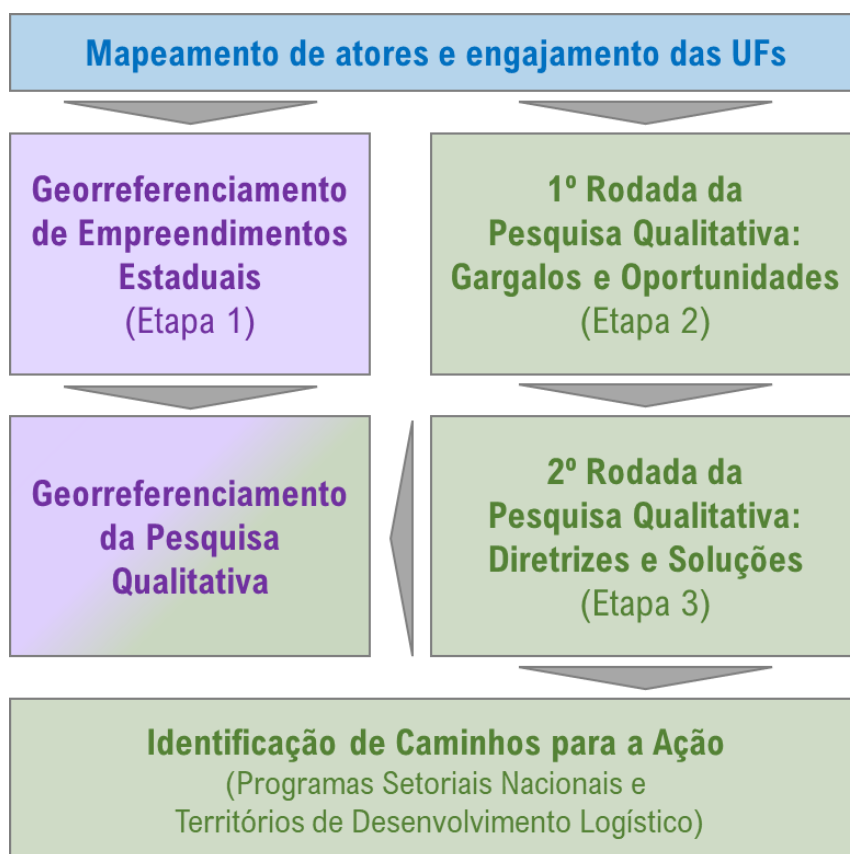 Mapeamento de atores e engajamento das UFs
Georreferenciamento
de Empreendimentos
Estaduais
(Etapa 1)
1º Rodada da
Pesquisa Qualitativa:
Gargalos e Oportunidades
(Etapa 2)
Georreferenciamento
da Pesquisa
Qualitativa
2º Rodada da
Pesquisa Qualitativa:
Diretrizes e Soluções
(Etapa 3)
Identificação de Caminhos para a Ação
(Programas Setoriais Nacionais e
Territórios de Desenvolvimento Logístico)